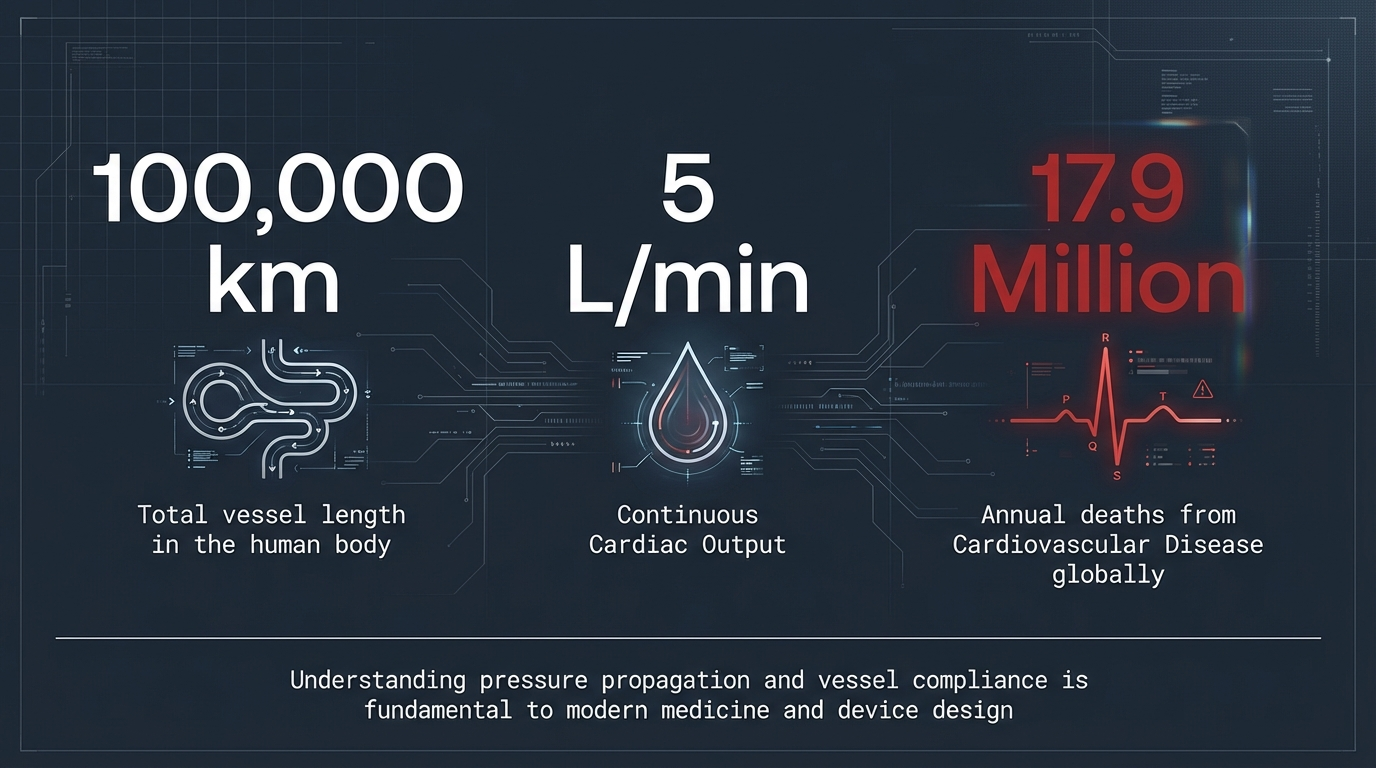 100,000
km
5
L/min
17.9
Million
R
P
T
Q
S
Total vessel length
in the human body
Continuous
Cardiac Output
Annual deaths from
Cardiovascular Disease
globally
Understanding pressure propagation and vessel compliance is
fundamental to modern medicine and device design